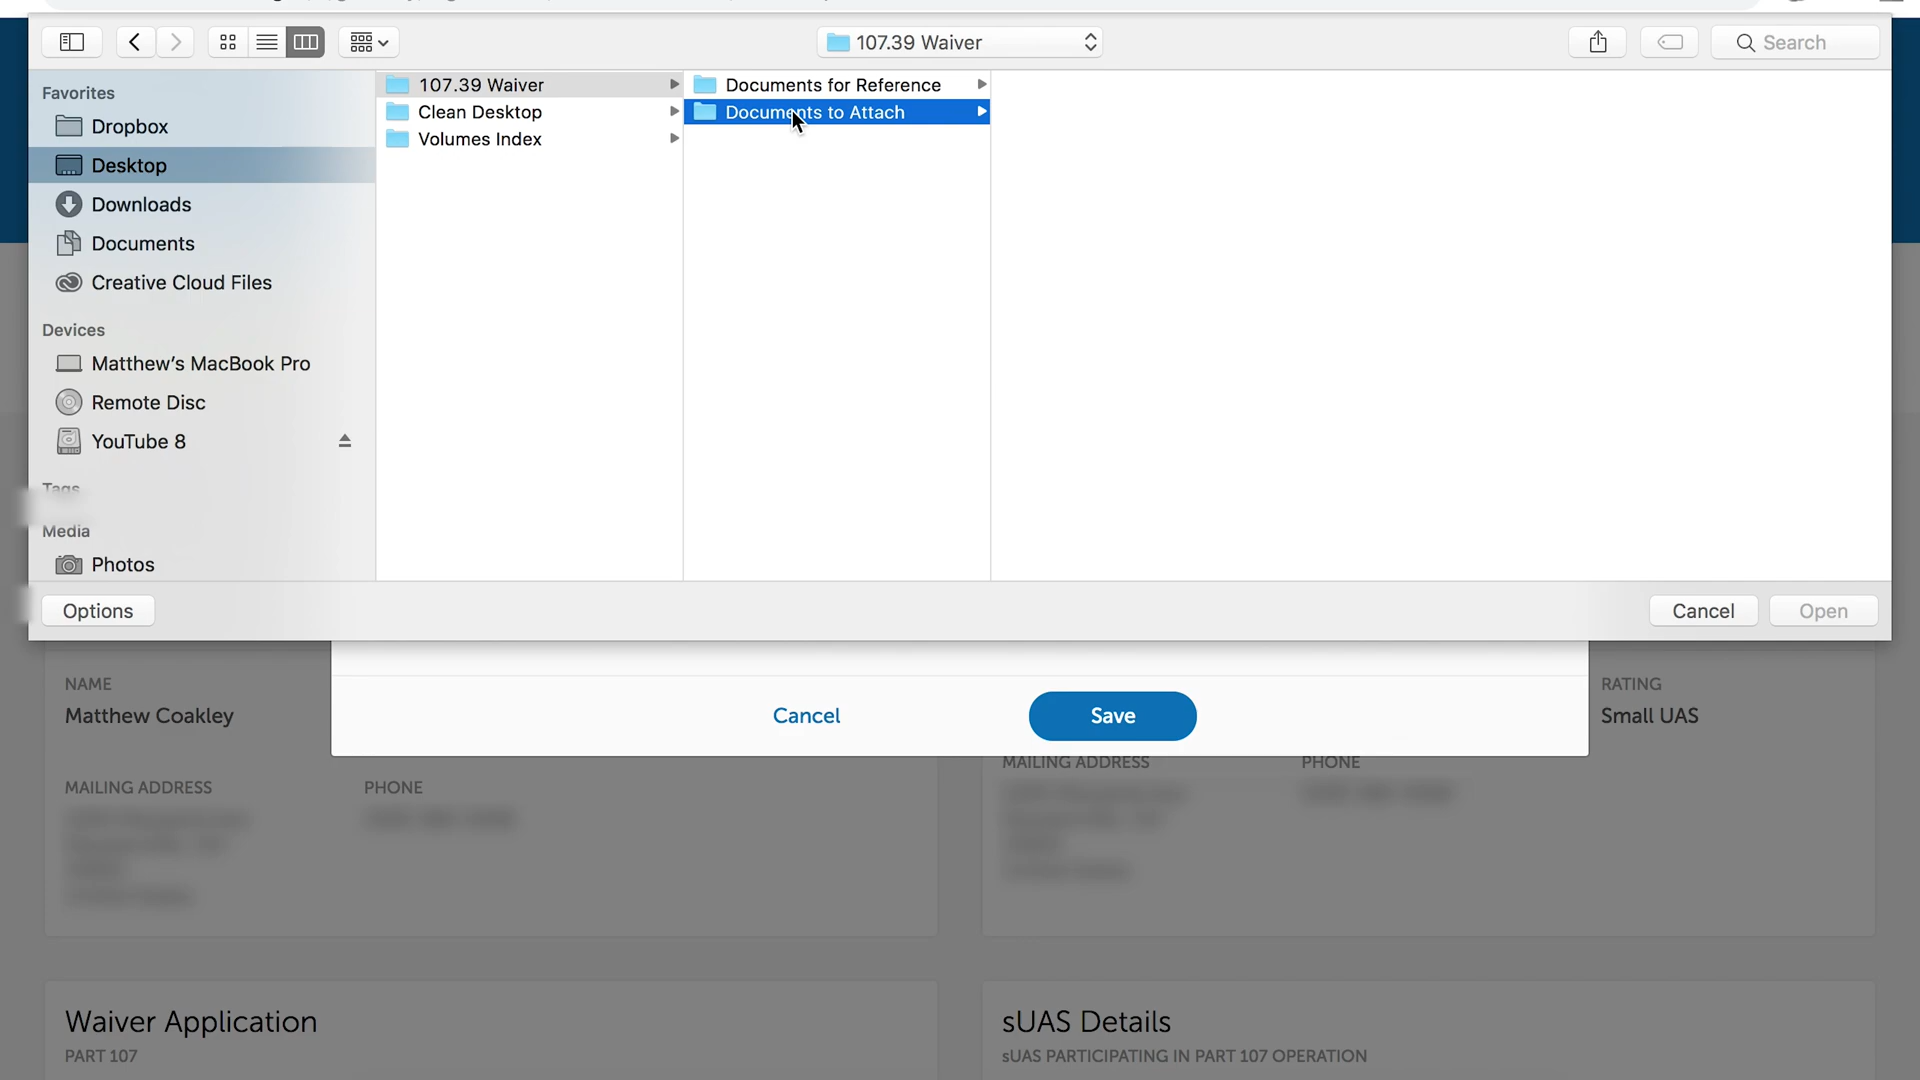 107.39 Waiver
Search
Favorites
Dropbox
Desktop
Downloads
Documents
Creative Cloud Files
Devices
Matthew's MacBook Pro
Remote Disc
YouTube 8
Tags
Media
Photos
107.39 Waiver
Clean Desktop
Volumes Index
Documents for Reference
Documents to Attach
Options
Cancel
Open
Cancel
Save
NAME
Matthew Coakley
RATING
Small UAS
MAILING ADDRESS
PHONE
MAILING ADDRESS
PHONE
Waiver Application
PART 107
sUAS Details
sUAS PARTICIPATING IN PART 107 OPERATION